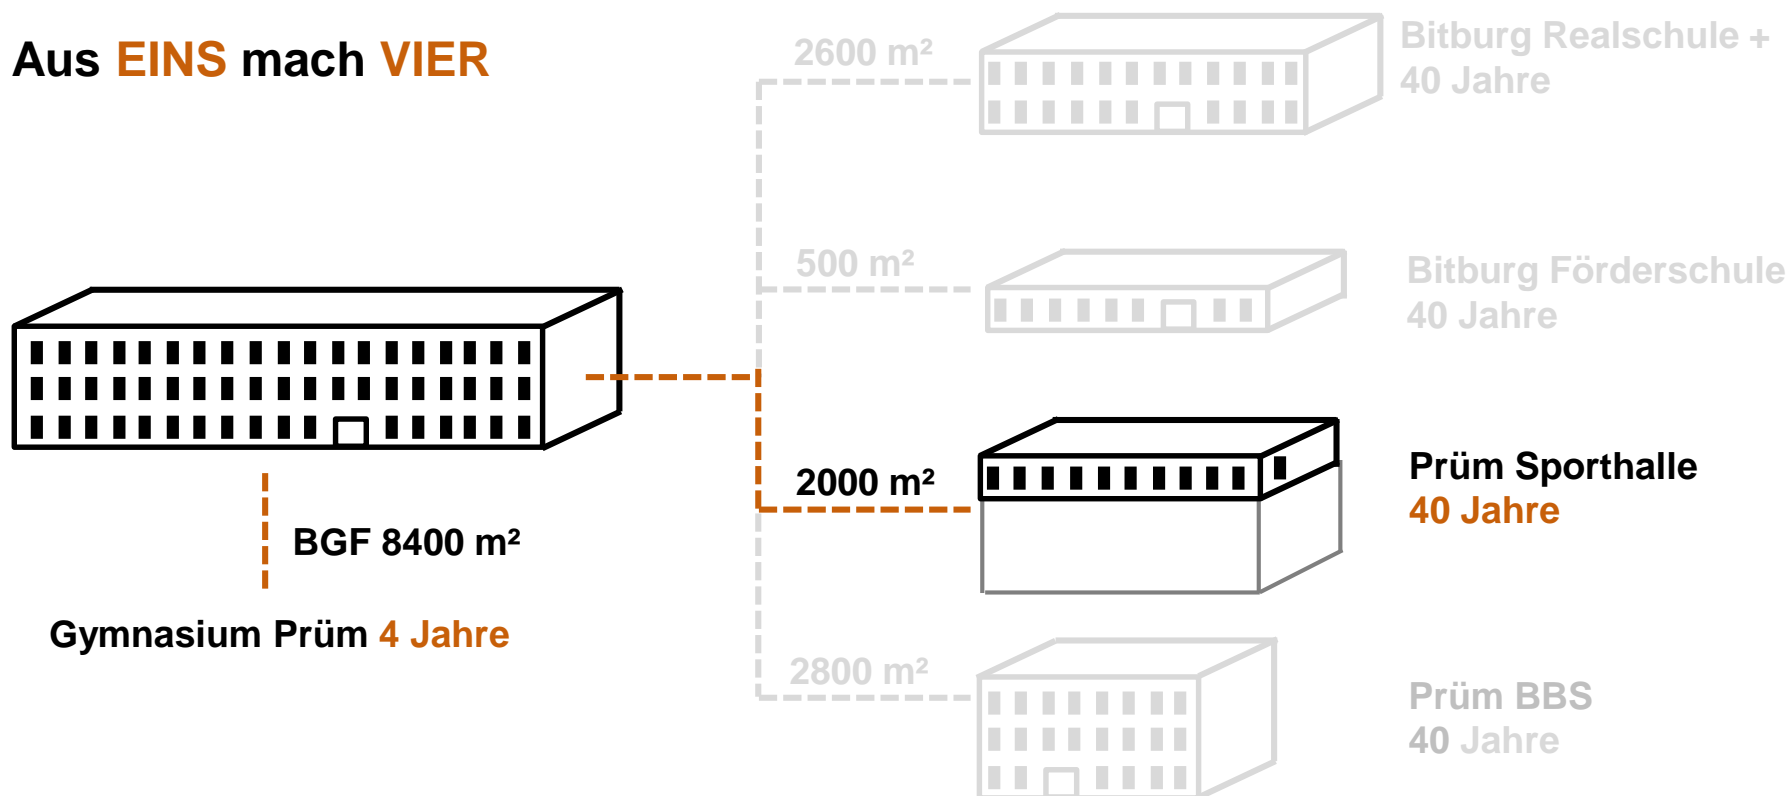 Aus EINS mach VIER
2600 m²
Bitburg Realschule +
40 Jahre
500 m²
Bitburg Förderschule
40 Jahre
2000 m²
Prüm Sporthalle
40 Jahre
BGF 8400 m²
Gymnasium Prüm 4 Jahre
2800 m²
Prüm BBS
40 Jahre